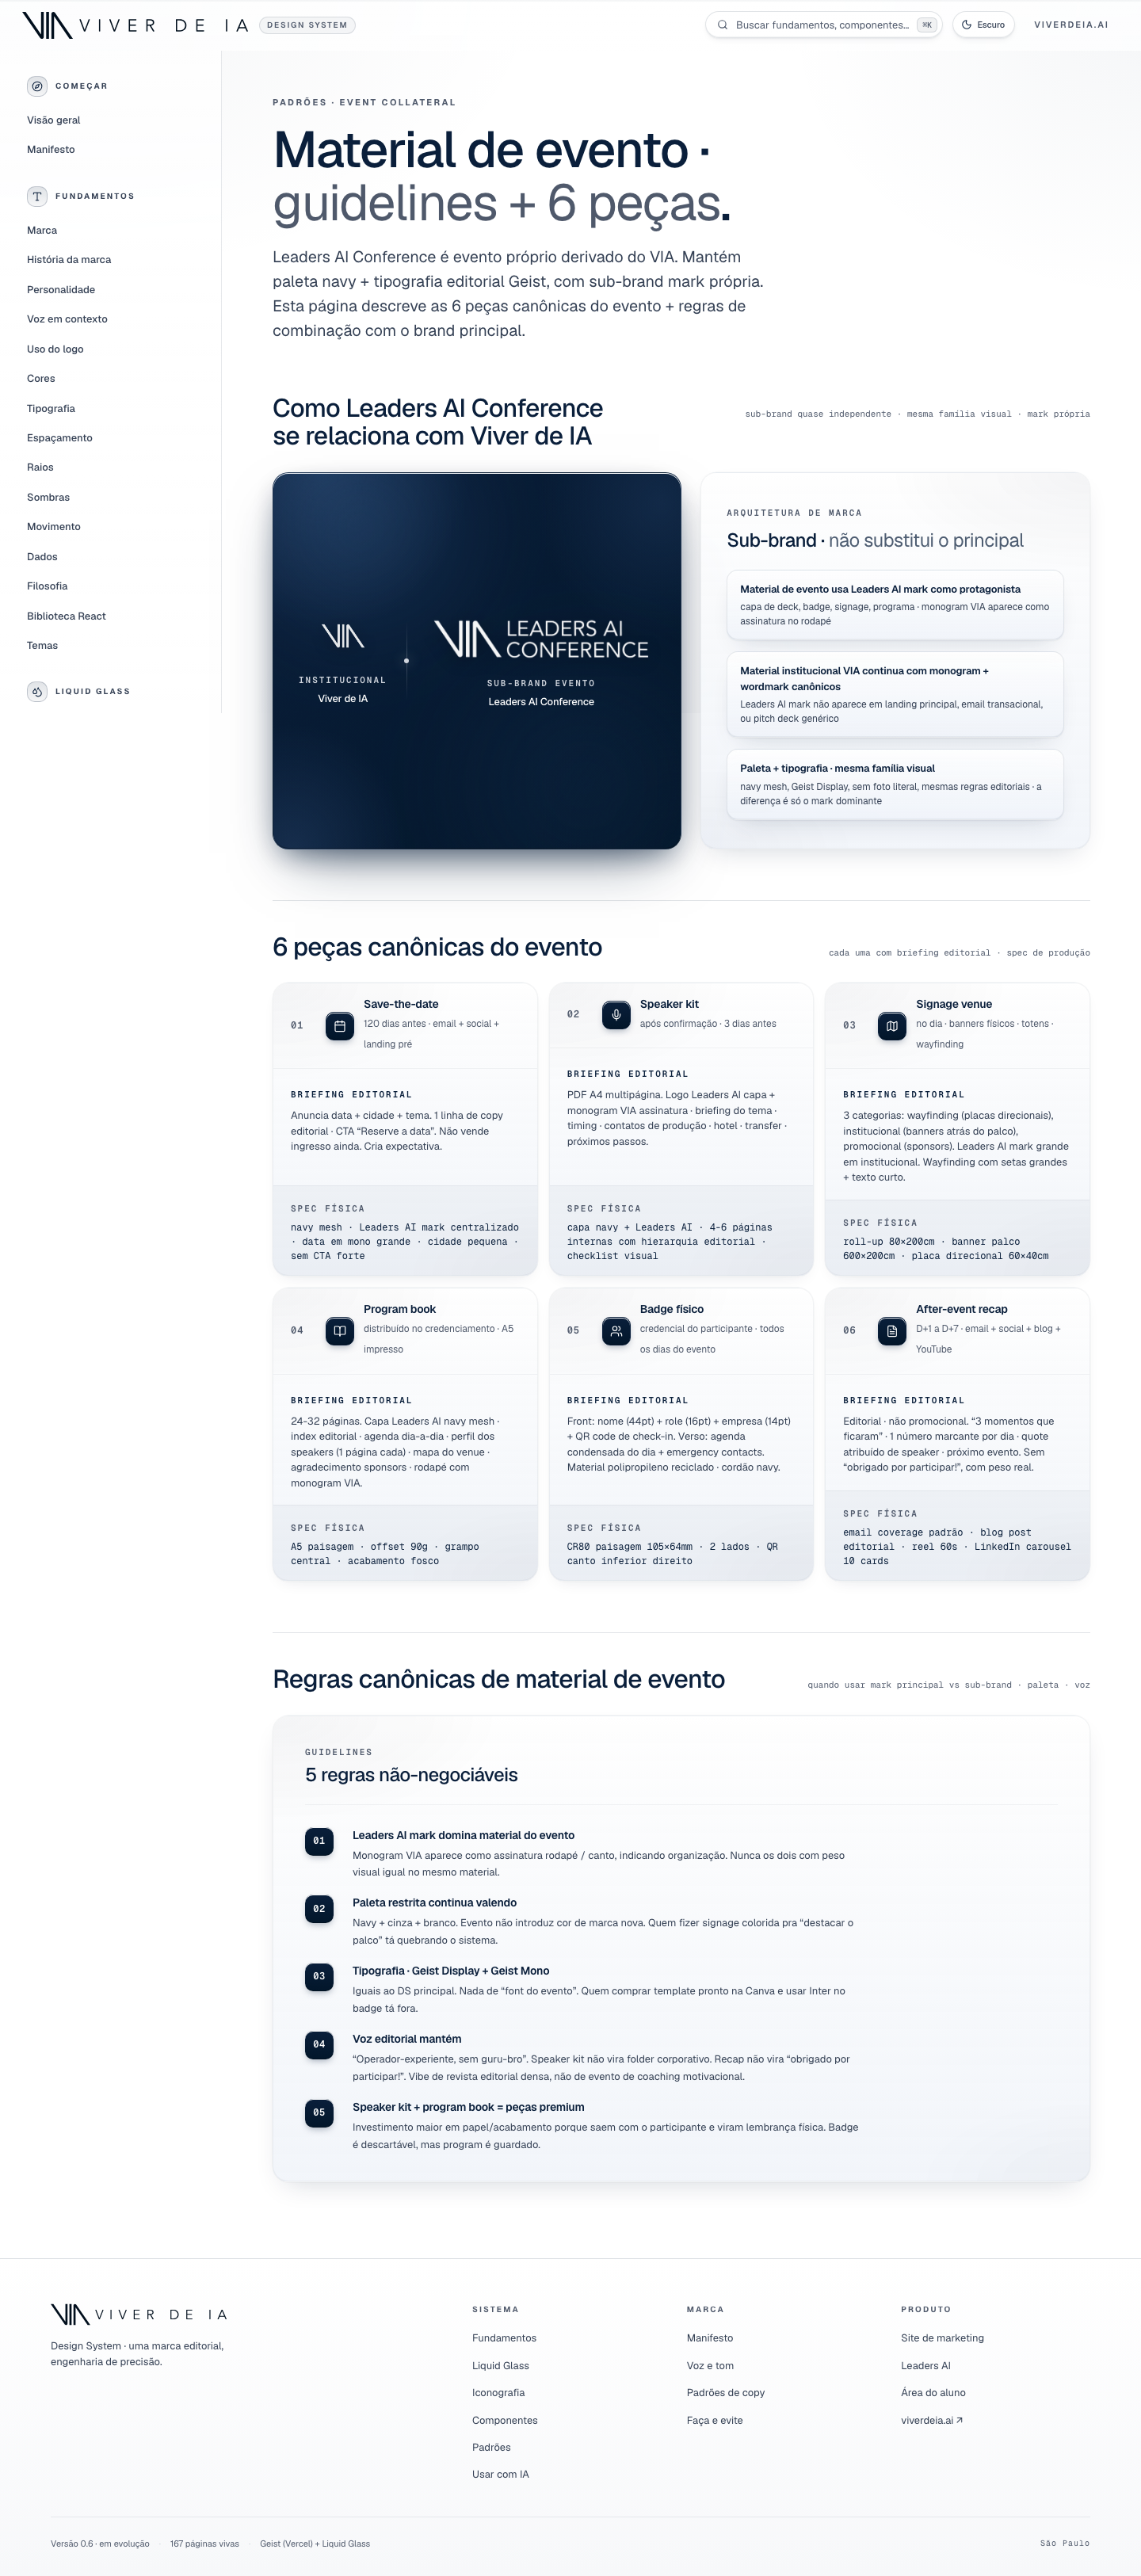 VIA VIVER DE IA
DESIGN SYSTEM
Buscar fundamentos, componentes...
⌘K
Escuro
VIVERDEIA.AI
COMEÇAR
Visão geral
Manifesto
FUNDAMENTOS
Marca
História da marca
Personalidade
Voz em contexto
Uso do logo
Cores
Tipografia
Espaçamento
Raios
Sombras
Movimento
Dados
Filosofia
Biblioteca React
Temas
LIQUID GLASS
PADRÕES · EVENT COLLATERAL
Material de evento ·
guidelines + 6 peças.
Leaders AI Conference é evento próprio derivado do VIA. Mantém
paleta navy + tipografia editorial Geist, com sub-brand mark própria.
Esta página descreve as 6 peças canônicas do evento + regras de
combinação com o brand principal.
Como Leaders AI Conference
se relaciona com Viver de IA
sub-brand quase independente · mesma família visual · mark própria
VIA
INSTITUCIONAL
Viver de IA
VIA LEADERS AI
CONFERENCE
SUB-BRAND EVENTO
Leaders AI Conference
ARQUITETURA DE MARCA
Sub-brand · não substitui o principal
Material de evento usa Leaders AI mark como protagonista
capa de deck, badge, signage, programa · monogram VIA aparece como
assinatura no rodapé
Material institucional VIA continua com monogram +
wordmark canônicos
Leaders AI mark não aparece em landing principal, email transacional,
ou pitch deck genérico
Paleta + tipografia · mesma família visual
navy mesh, Geist Display, sem foto literal, mesmas regras editoriais · a
diferença é só o mark dominante
6 peças canônicas do evento
cada uma com briefing editorial · spec de produção
01
Save-the-date
120 dias antes · email + social +
landing pré
BRIEFING EDITORIAL
Anuncia data + cidade + tema. 1 linha de copy
editorial · CTA “Reserve a data”. Não vende
ingresso ainda. Cria expectativa.
SPEC FÍSICA
navy mesh · Leaders AI mark centralizado
· data em mono grande · cidade pequena ·
sem CTA forte
02
Speaker kit
após confirmação · 3 dias antes
BRIEFING EDITORIAL
PDF A4 multipágina. Logo Leaders AI capa +
monogram VIA assinatura · briefing do tema ·
timing · contatos de produção · hotel · transfer ·
próximos passos.
SPEC FÍSICA
capa navy + Leaders AI · 4-6 páginas
internas com hierarquia editorial ·
checklist visual
03
Signage venue
no dia · banners físicos · totens ·
wayfinding
BRIEFING EDITORIAL
3 categorias: wayfinding (placas direcionais),
institucional (banners atrás do palco),
promocional (sponsors). Leaders AI mark grande
em institucional. Wayfinding com setas grandes
+ texto curto.
SPEC FÍSICA
roll-up 80×200cm · banner palco
600×200cm · placa direcional 60×40cm
04
Program book
distribuído no credenciamento · A5
impresso
BRIEFING EDITORIAL
24-32 páginas. Capa Leaders AI navy mesh ·
index editorial · agenda dia-a-dia · perfil dos
speakers (1 página cada) · mapa do venue ·
agradecimento sponsors · rodapé com
monogram VIA.
SPEC FÍSICA
A5 paisagem · offset 90g · grampo
central · acabamento fosco
05
Badge físico
credencial do participante · todos
os dias do evento
BRIEFING EDITORIAL
Front: nome (44pt) + role (16pt) + empresa (14pt)
+ QR code de check-in. Verso: agenda
condensada do dia + emergency contacts.
Material polipropileno reciclado · cordão navy.
SPEC FÍSICA
CR80 paisagem 105×64mm · 2 lados · QR
canto inferior direito
06
After-event recap
D+1 a D+7 · email + social + blog +
YouTube
BRIEFING EDITORIAL
Editorial · não promocional. “3 momentos que
ficaram” · 1 número marcante por dia · quote
atribuído de speaker · próximo evento. Sem
“obrigado por participar!”, com peso real.
SPEC FÍSICA
email coverage padrão · blog post
editorial · reel 60s · LinkedIn carousel
10 cards
Regras canônicas de material de evento
quando usar mark principal vs sub-brand · paleta · voz
GUIDELINES
5 regras não-negociáveis
01
Leaders AI mark domina material do evento
Monogram VIA aparece como assinatura rodapé / canto, indicando organização. Nunca os dois com peso
visual igual no mesmo material.
02
Paleta restrita continua valendo
Navy + cinza + branco. Evento não introduz cor de marca nova. Quem fizer signage colorida pra “destacar o
palco” tá quebrando o sistema.
03
Tipografia · Geist Display + Geist Mono
Iguais ao DS principal. Nada de “font do evento”. Quem comprar template pronto na Canva e usar Inter no
badge tá fora.
04
Voz editorial mantém
“Operador-experiente, sem guru-bro”. Speaker kit não vira folder corporativo. Recap não vira “obrigado por
participar!”. Vibe de revista editorial densa, não de evento de coaching motivacional.
05
Speaker kit + program book = peças premium
Investimento maior em papel/acabamento porque saem com o participante e viram lembrança física. Badge
é descartável, mas program é guardado.
VIA VIVER DE IA
Design System · uma marca editorial,
engenharia de precisão.
SISTEMA
Fundamentos
Liquid Glass
Iconografia
Componentes
Padrões
Usar com IA
MARCA
Manifesto
Voz e tom
Padrões de copy
Faça e evite
PRODUTO
Site de marketing
Leaders AI
Área do aluno
viverdeia.ai ↗
Versão 0.6 · em evolução
167 páginas vivas
Geist (Vercel) + Liquid Glass
São Paulo